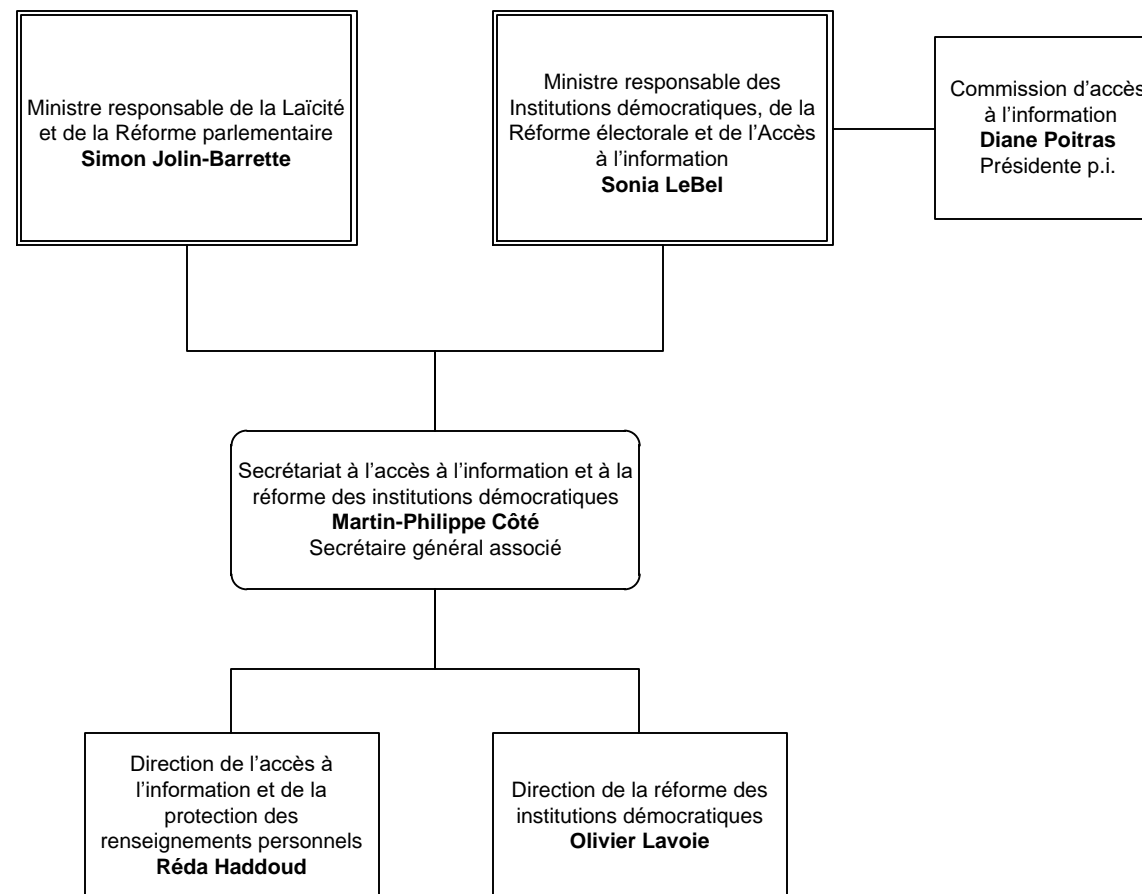 Ministre responsable de la Laïcité
et de la Réforme parlementaire
Simon Jolin-Barrette
Ministre responsable des
Institutions démocratiques, de la
Réforme électorale et de l’Accès
à l’information
Sonia LeBel
Commission d’accès
à l’information
Diane Poitras
Présidente p.i.
Secrétariat à l’accès à l’information et à la
réforme des institutions démocratiques
Martin-Philippe Côté
Secrétaire général associé
Direction de l’accès à
l’information et de la
protection des
renseignements personnels
Réda Haddoud
Direction de la réforme des
institutions démocratiques
Olivier Lavoie